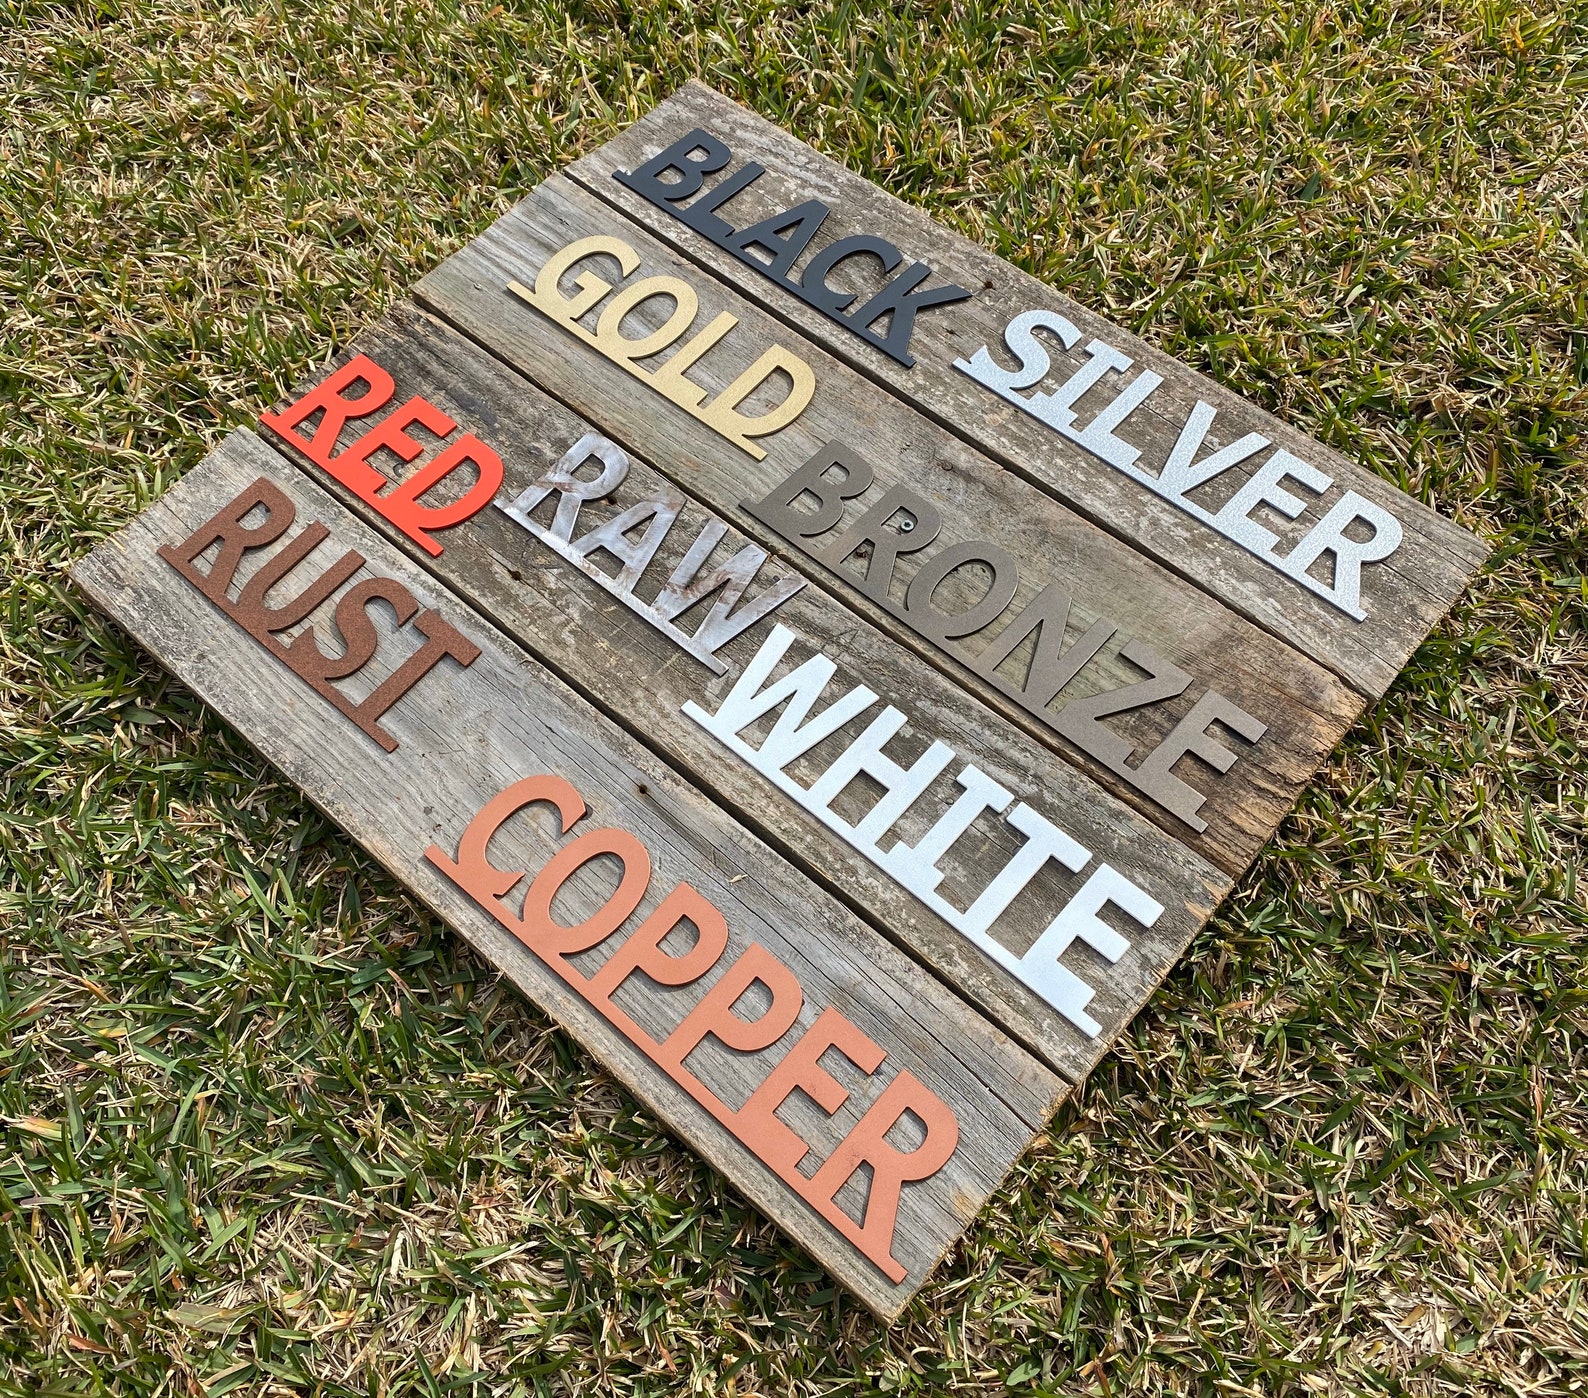 BLACK SILVER
GOLD BRONZE
RED RAW WHITE
RUST COPPER